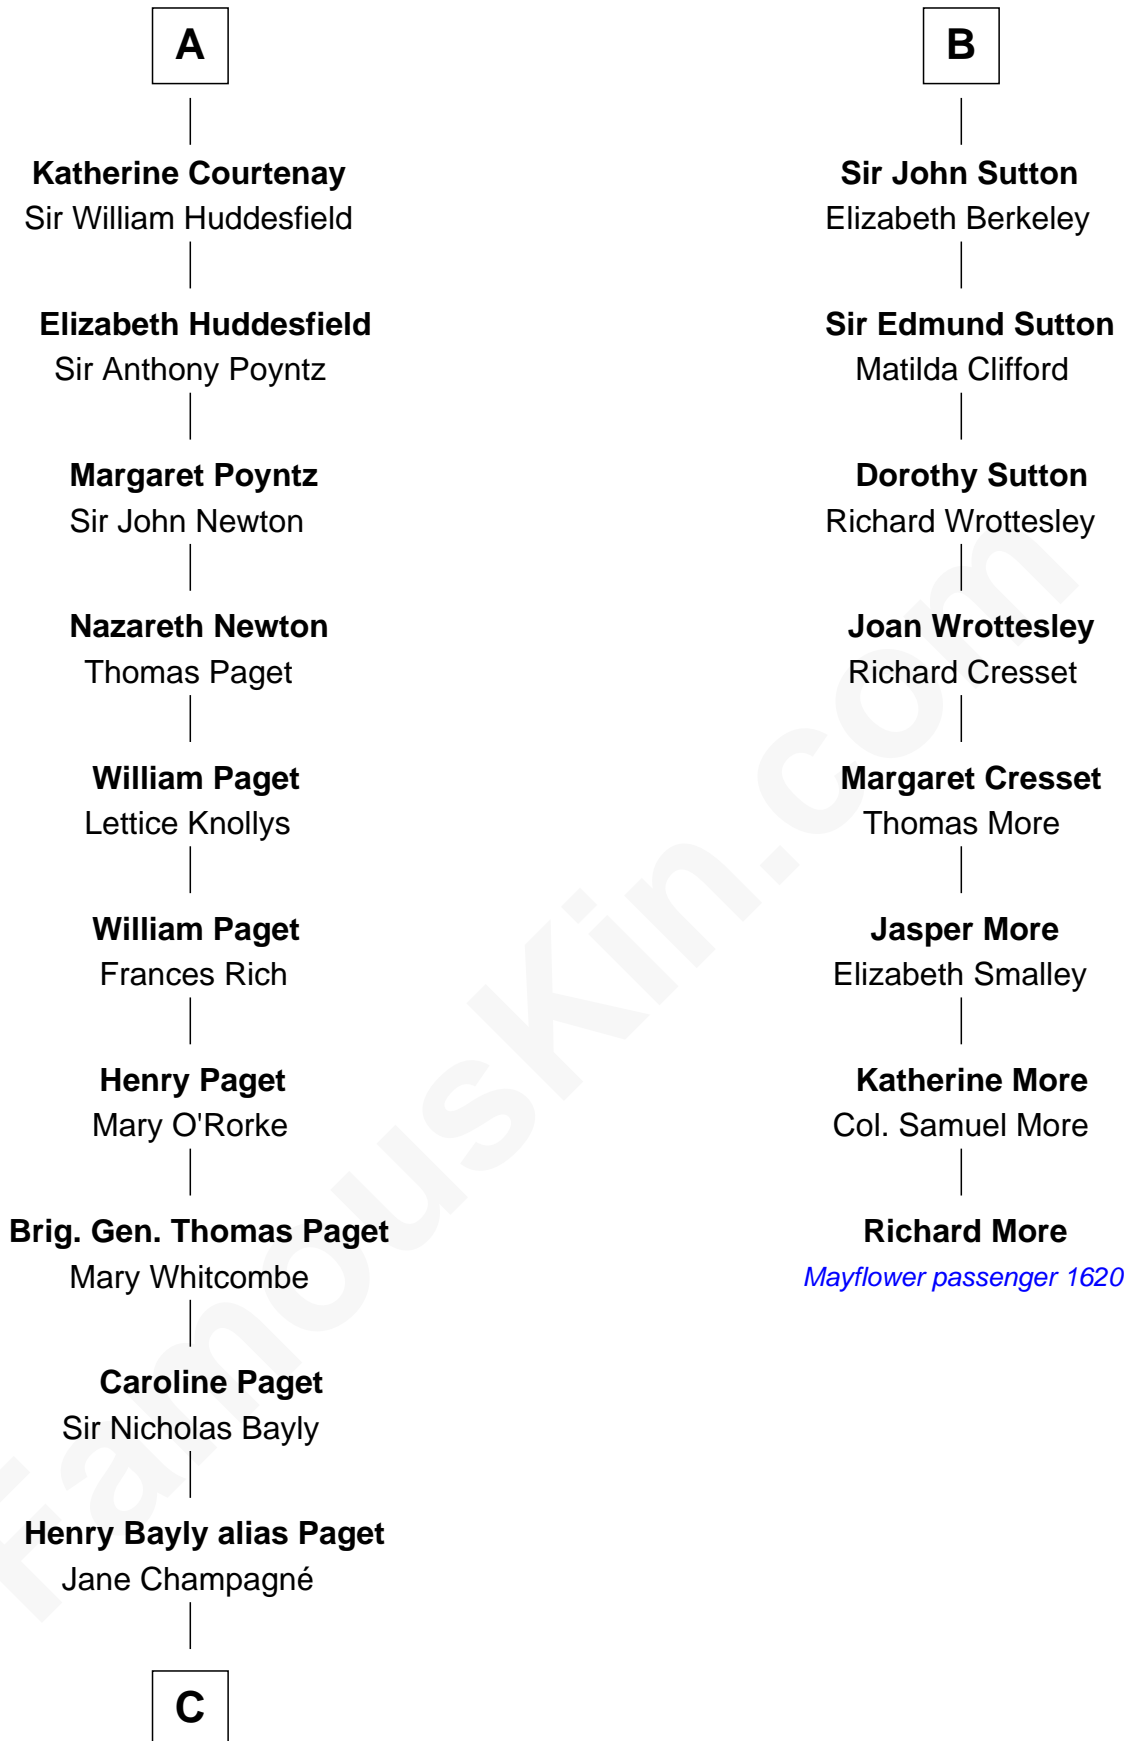 A
Katherine Courtenay
Sir William Huddesfield
Elizabeth Huddesfield
Sir Anthony Poyntz
Margaret Poyntz
Sir John Newton
Nazareth Newton
Thomas Paget
William Paget
Lettice Knollys
William Paget
Frances Rich
Henry Paget
Mary O'Rorke
Brig. Gen. Thomas Paget
Mary Whitcombe
Caroline Paget
Sir Nicholas Bayly
Henry Bayly alias Paget
Jane Champagné
C
B
Sir John Sutton
Elizabeth Berkeley
Sir Edmund Sutton
Matilda Clifford
Dorothy Sutton
Richard Wrottesley
Joan Wrottesley
Richard Cresset
Margaret Cresset
Thomas More
Jasper More
Elizabeth Smalley
Katherine More
Col. Samuel More
Richard More
Mayflower passenger 1620
FamousKin.com